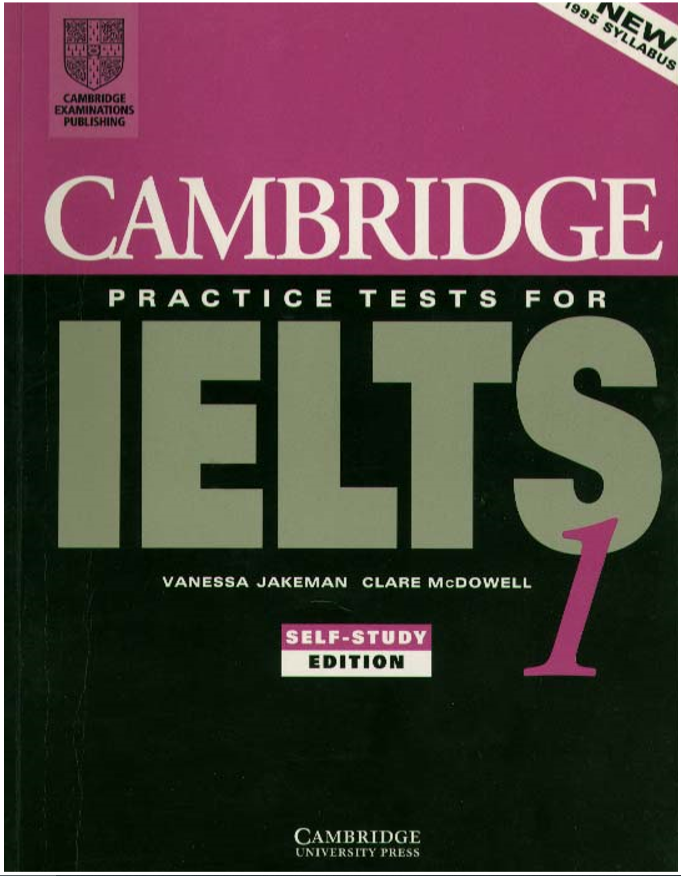 NEW
1995 SYLLABUS
CAMBRIDGE
EXAMINATIONS
PUBLISHING
CAMBRIDGE
PRACTICE TESTS FOR
IELTS
1
VANESSA JAKEMAN CLARE McDOWELL
SELF-STUDY
EDITION
CAMBRIDGE
UNIVERSITY PRESS